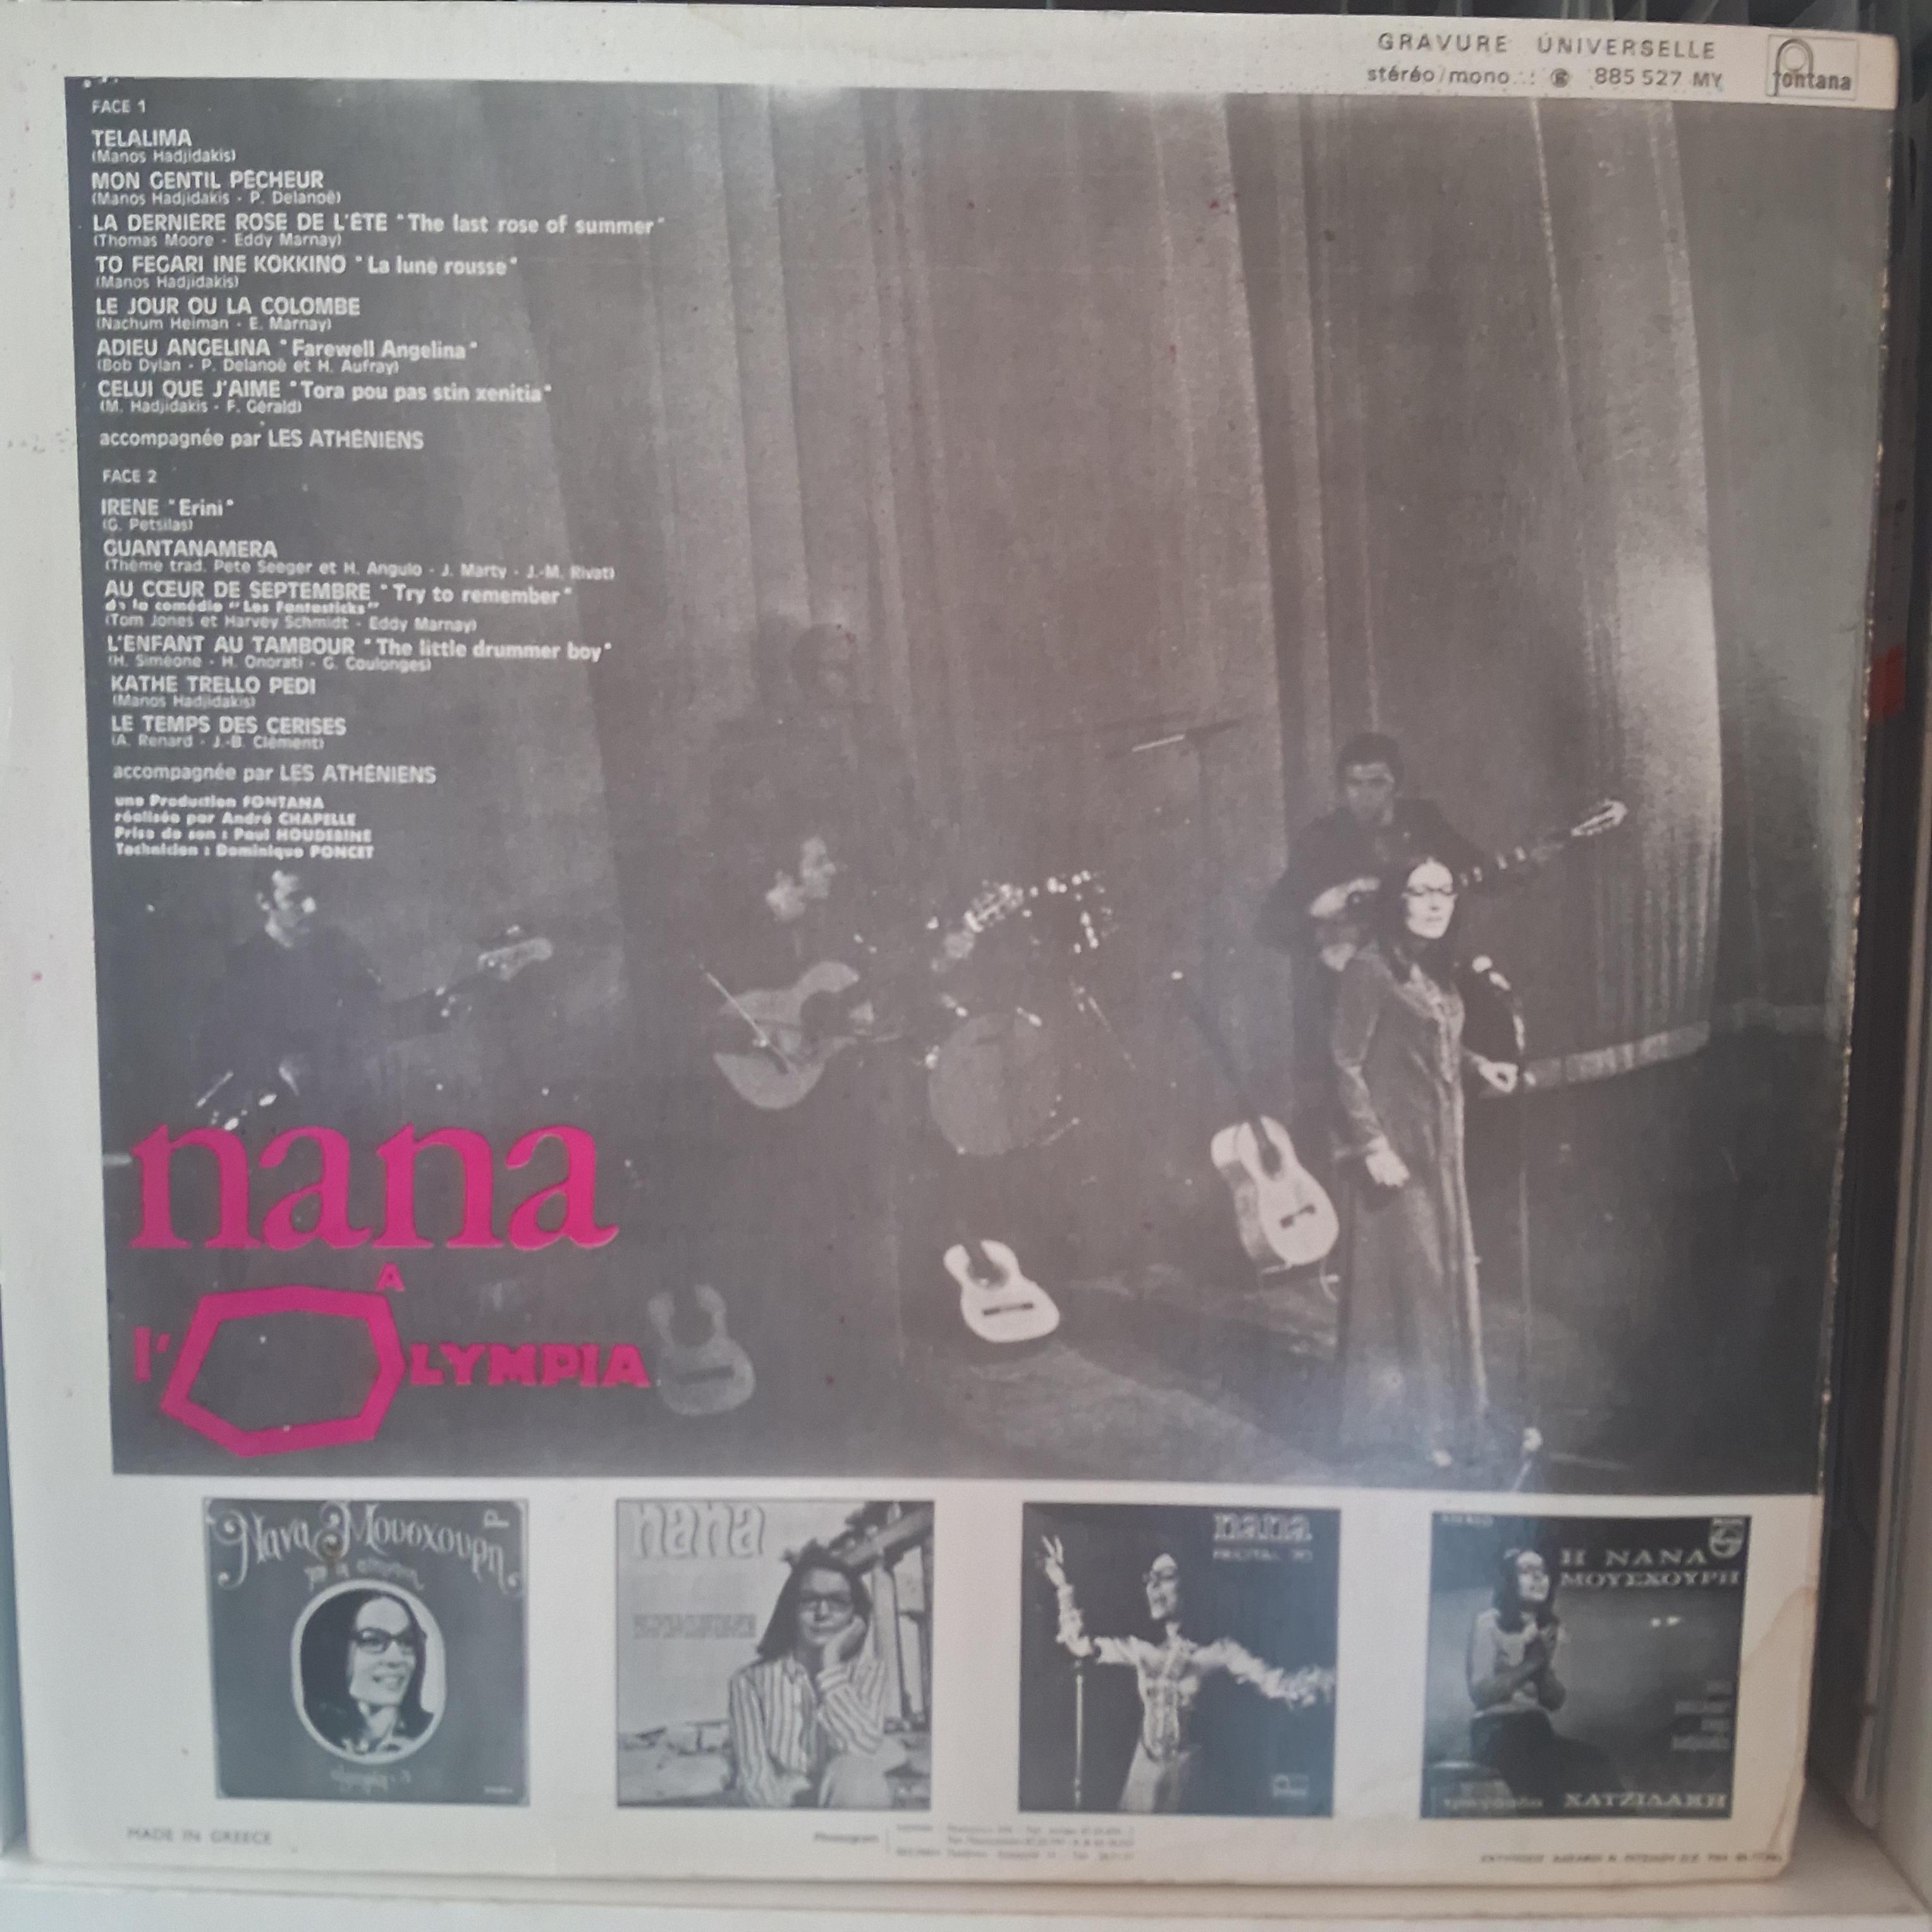 GRAVURE UNIVERSELLE
stéréo/mono : 885 527 MY
fontana
FACE 1
TELALIMA
(Manos Hadjidakis)
MON GENTIL PÊCHEUR
(Manos Hadjidakis - P. Delanoë)
LA DERNIÈRE ROSE DE L'ÉTÉ "The last rose of summer"
(Thomas Moore - Eddy Marnay)
TO FEGARI INE KOKKINO "La lune rousse"
(Manos Hadjidakis)
LE JOUR OU LA COLOMBE
(Nachum Heiman - E. Marnay)
ADIEU ANGELINA "Farewell Angelina"
(Bob Dylan - P. Delanoë et H. Aufray)
CELUI QUE J'AIME "Tora pou pas stin xenitia"
(M. Hadjidakis - F. Gérald)
accompagnée par LES ATHÉNIENS
FACE 2
IRENE "Erini"
(G. Petsilas)
GUANTANAMERA
(Thème trad. Pete Seeger et H. Angulo - J. Marty - J.-M. Rivat)
AU CŒUR DE SEPTEMBRE "Try to remember"
de la comédie "Les Fantasticks"
(Tom Jones et Harvey Schmidt - Eddy Marnay)
L'ENFANT AU TAMBOUR "The little drummer boy"
(H. Siméone - H. Onorati - G. Coulonges)
KATHE TRELLO PEDI
(Manos Hadjidakis)
LE TEMPS DES CERISES
(A. Renard - J.-B. Clément)
accompagnée par LES ATHÉNIENS
une Production FONTANA
réalisée par André CHAPELLE
Prise de son : Paul HOUDEBINE
Technicien : Dominique PONCET
nana
A
l'OLYMPIA
Νανα Μουσχουρη
nana
nana
RECITAL
Η ΝΑΝΑ
ΜΟΥΣΧΟΥΡΗ
τραγουδα ΧΑΤΖΙΔΑΚΗ
MADE IN GREECE